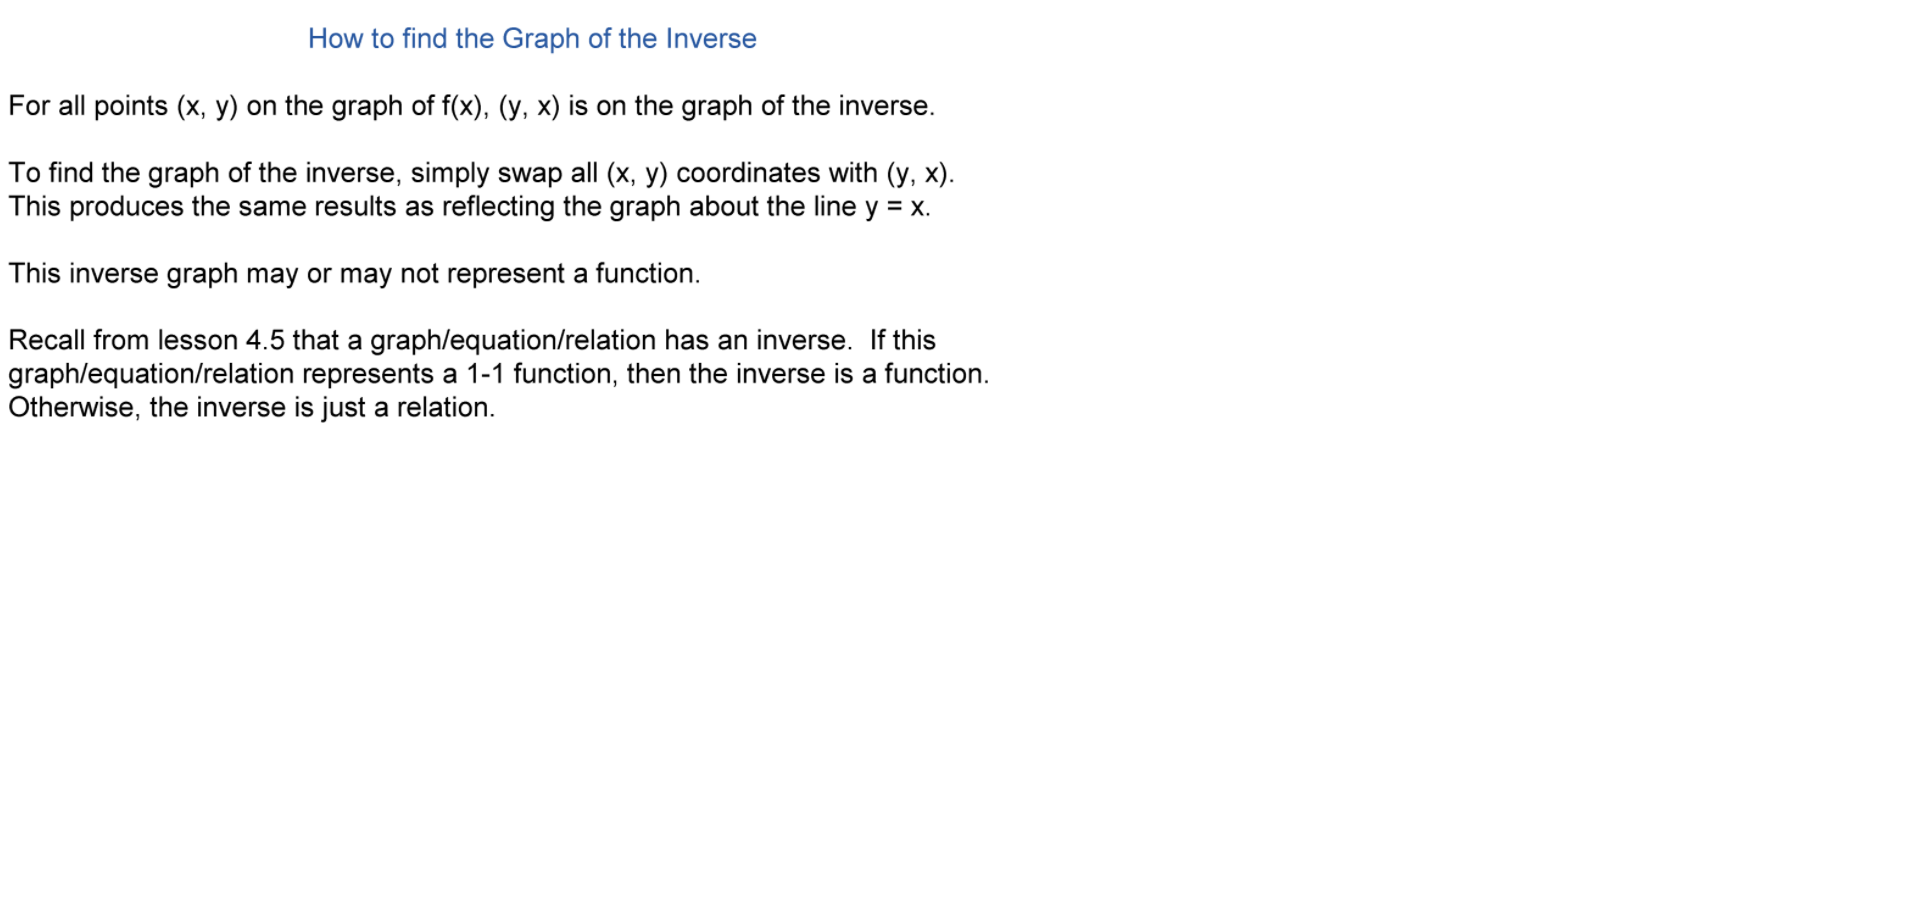 How to find the Graph of the Inverse
For all points (x, y) on the graph of f(x), (y, x) is on the graph of the inverse.
To find the graph of the inverse, simply swap all (x, y) coordinates with (y, x).
This produces the same results as reflecting the graph about the line y = x.
This inverse graph may or may not represent a function.
Recall from lesson 4.5 that a graph/equation/relation has an inverse.  If this
graph/equation/relation represents a 1-1 function, then the inverse is a function.
Otherwise, the inverse is just a relation.